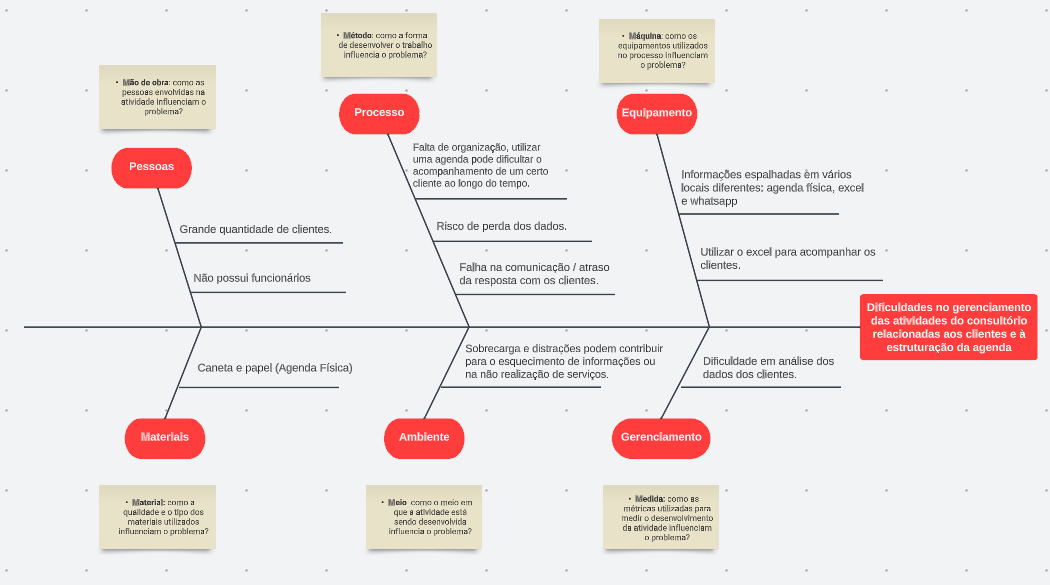 • Mão de obra: como as
pessoas envolvidas na
atividade influenciam o
problema?
• Método: como a forma
de desenvolver o trabalho
influencia o problema?
• Máquina: como os
equipamentos utilizados
no processo influenciam
o problema?
Pessoas
Processo
Equipamento
Grande quantidade de clientes.
Não possui funcionários
Falta de organização, utilizar
uma agenda pode dificultar o
acompanhamento de um certo
cliente ao longo do tempo.
Risco de perda dos dados.
Falha na comunicação / atraso
da resposta com os clientes.
Informações espalhadas em vários
locais diferentes: agenda física, excel
e whatsapp
Utilizar o excel para acompanhar os
clientes.
Dificuldades no gerenciamento
das atividades do consultório
relacionadas aos clientes e à
estruturação da agenda
Caneta e papel (Agenda Física)
Sobrecarga e distrações podem contribuir
para o esquecimento de informações ou
na não realização de serviços.
Dificuldade em análise dos
dados dos clientes.
Materiais
Ambiente
Gerenciamento
• Material: como a
qualidade e o tipo dos
materiais utilizados
influenciam o problema?
• Meio como o meio em
que a atividade está
sendo desenvolvida
influencia o problema?
• Medida: como as
métricas utilizadas para
medir o desenvolvimento
da atividade influenciam
o problema?